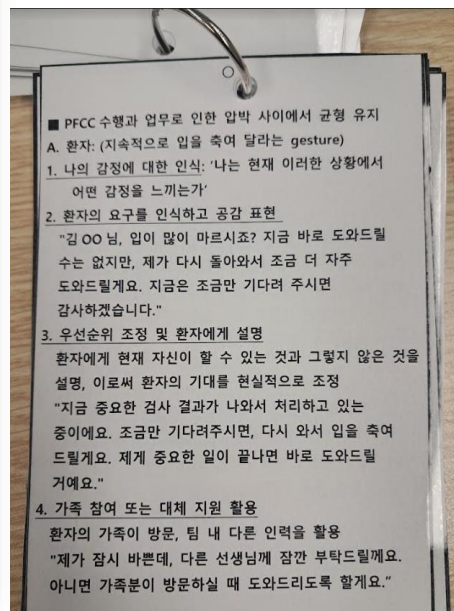 ■ PFCC 수행과 업무로 인한 압박 사이에서 균형 유지
A. 환자: (지속적으로 입을 축여 달라는 gesture)
1. 나의 감정에 대한 인식: '나는 현재 이러한 상황에서
어떤 감정을 느끼는가'
2. 환자의 요구를 인식하고 공감 표현
"김 OO 님, 입이 많이 마르시죠? 지금 바로 도와드릴
수는 없지만, 제가 다시 돌아와서 조금 더 자주
도와드릴게요. 지금은 조금만 기다려 주시면
감사하겠습니다."
3. 우선순위 조정 및 환자에게 설명
환자에게 현재 자신이 할 수 있는 것과 그렇지 않은 것을
설명, 이로써 환자의 기대를 현실적으로 조정
"지금 중요한 검사 결과가 나와서 처리하고 있는
중이에요. 조금만 기다려주시면, 다시 와서 입을 축여
드릴게요. 제게 중요한 일이 끝나면 바로 도와드릴
거예요."
4. 가족 참여 또는 대체 지원 활용
환자의 가족이 방문, 팀 내 다른 인력을 활용
"제가 잠시 바쁜데, 다른 선생님께 잠깐 부탁드릴께요.
아니면 가족분이 방문하실 때 도와드리도록 할게요."